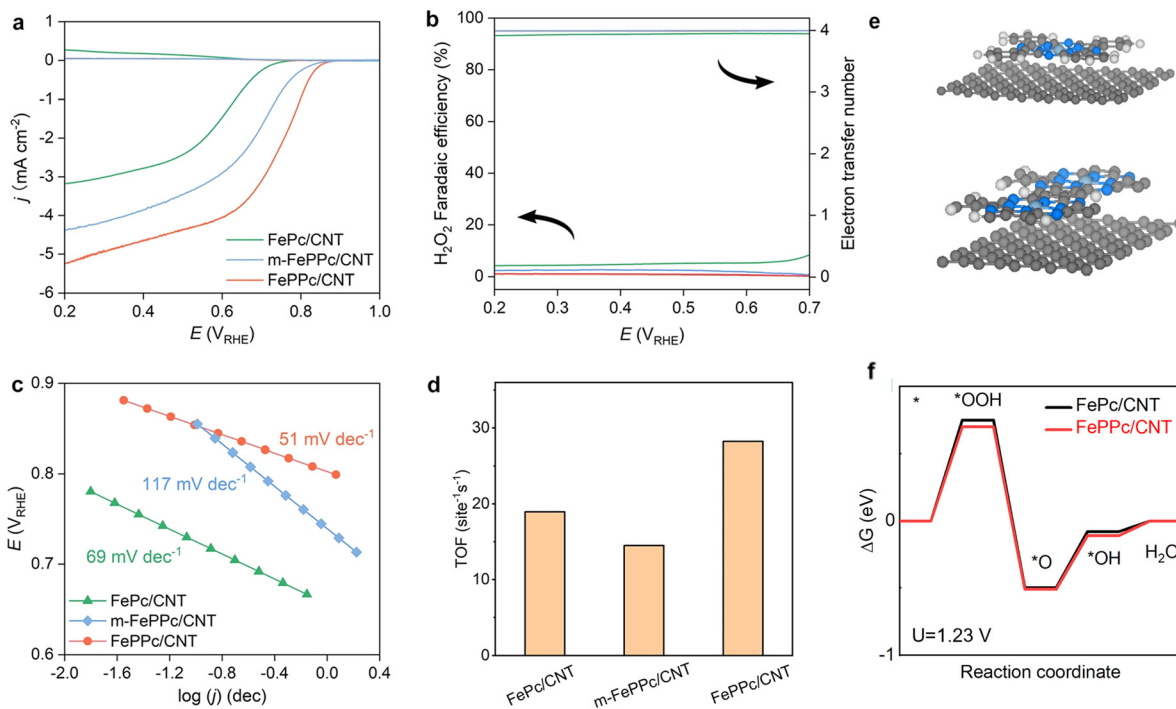 a
1
0
-1
-2
-3
-4
-5
-6
j (mA cm⁻²)
FePc/CNT
m-FePPc/CNT
FePPc/CNT
0.2 0.4 0.6 0.8 1.0
E (V_RHE)
b
100
80
60
40
20
0
H₂O₂ Faradaic efficiency (%)
4
3
2
1
0
Electron transfer number
0.2 0.3 0.4 0.5 0.6 0.7
E (V_RHE)
e
c
0.9
0.8
0.7
0.6
E (V_RHE)
51 mV dec⁻¹
117 mV dec⁻¹
69 mV dec⁻¹
FePc/CNT
m-FePPc/CNT
FePPc/CNT
-2.0 -1.6 -1.2 -0.8 -0.4 0.0 0.4
log (j) (dec)
d
30
20
10
0
TOF (site⁻¹s⁻¹)
FePc/CNT
m-FePPc/CNT
FePPc/CNT
f
0
-1
ΔG (eV)
*
*OOH
FePc/CNT
FePPc/CNT
*O
*OH
H₂O
U=1.23 V
Reaction coordinate